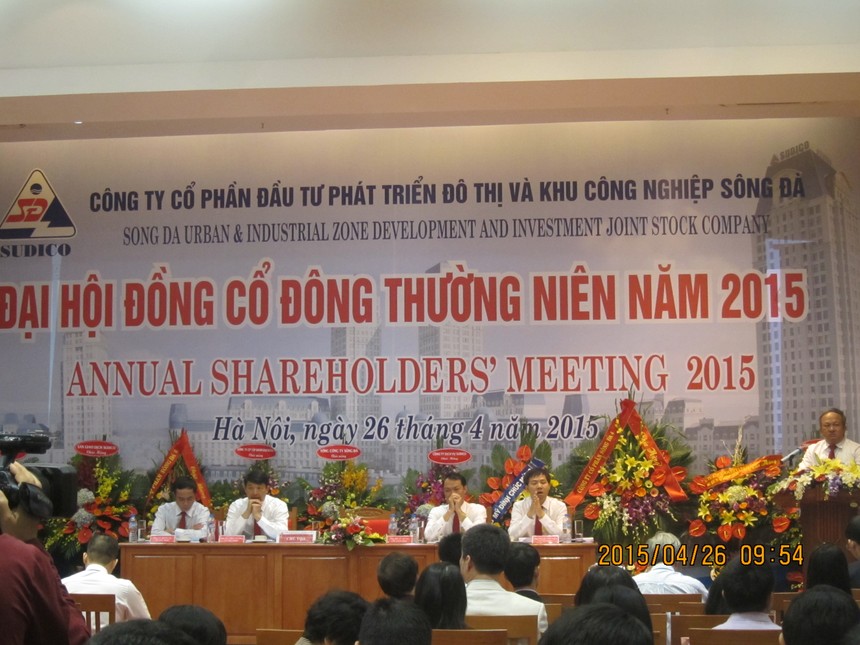 SUDICO
CÔNG TY CỔ PHẦN ĐẦU TƯ PHÁT TRIỂN ĐÔ THỊ VÀ KHU CÔNG NGHIỆP SÔNG ĐÀ
SD
SUDICO
SONG DA URBAN & INDUSTRIAL ZONE DEVELOPMENT AND INVESTMENT JOINT STOCK COMPANY
ĐẠI HỘI ĐỒNG CỔ ĐÔNG THƯỜNG NIÊN NĂM 2015
ANNUAL SHAREHOLDERS' MEETING 2015
Hà Nội, ngày 26 tháng 4 năm 2015
2015/04/26 09:54